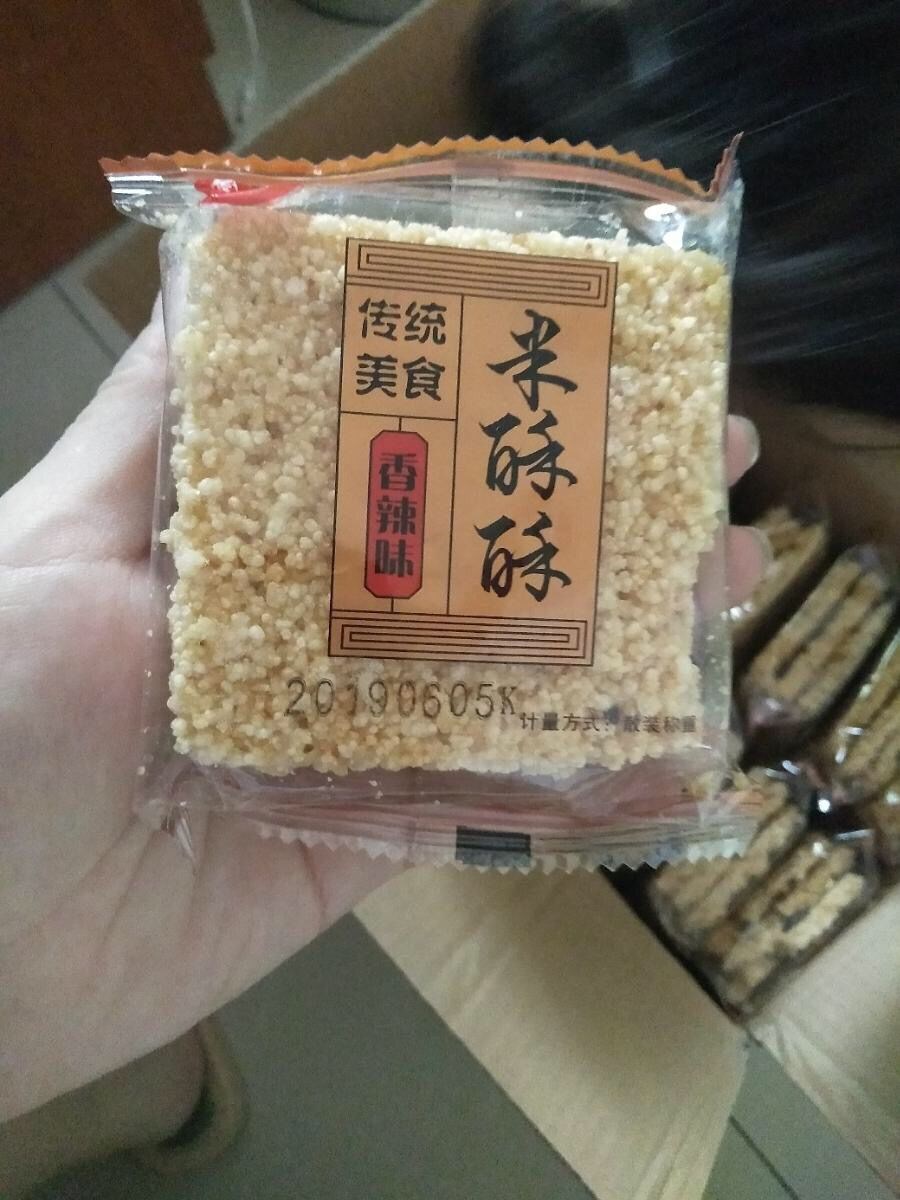 传统
美食
香辣味
米酥酥
20190605K
计量方式：散装称重